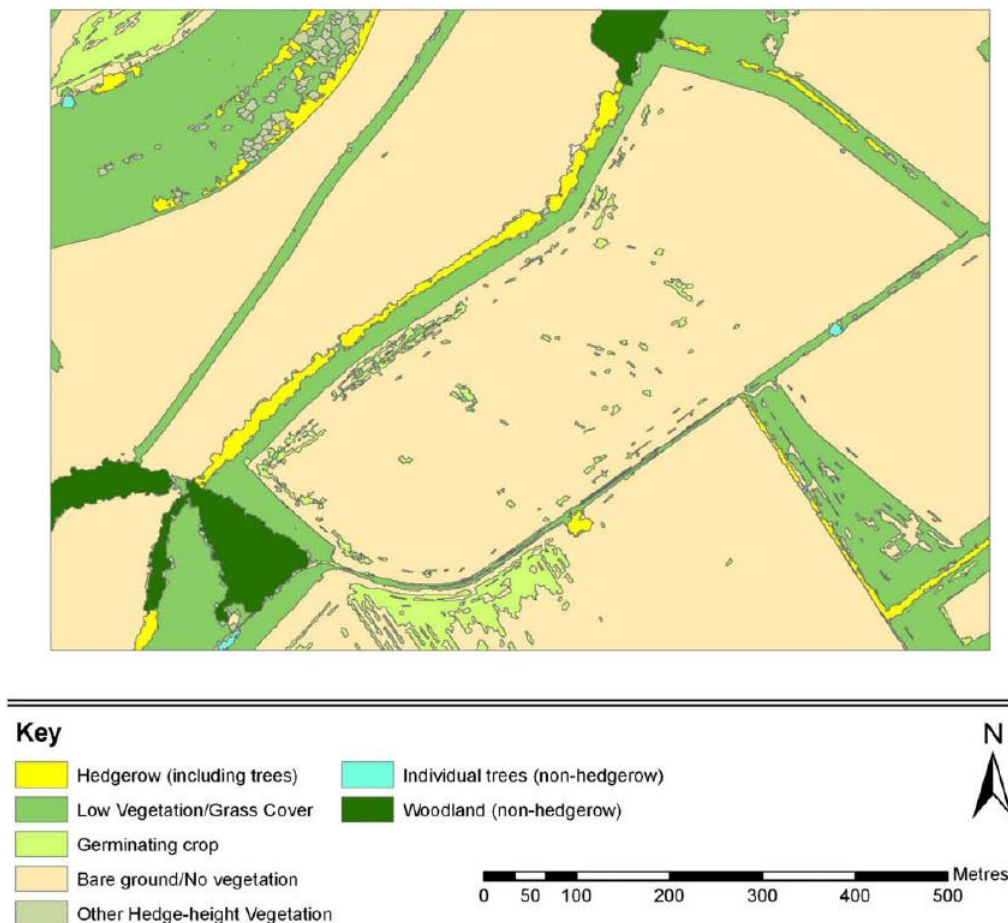 Key
N
Hedgerow (including trees)
Individual trees (non-hedgerow)
Low Vegetation/Grass Cover
Woodland (non-hedgerow)
Germinating crop
Bare ground/No vegetation
Other Hedge-height Vegetation
Metres
0 50 100 200 300 400 500